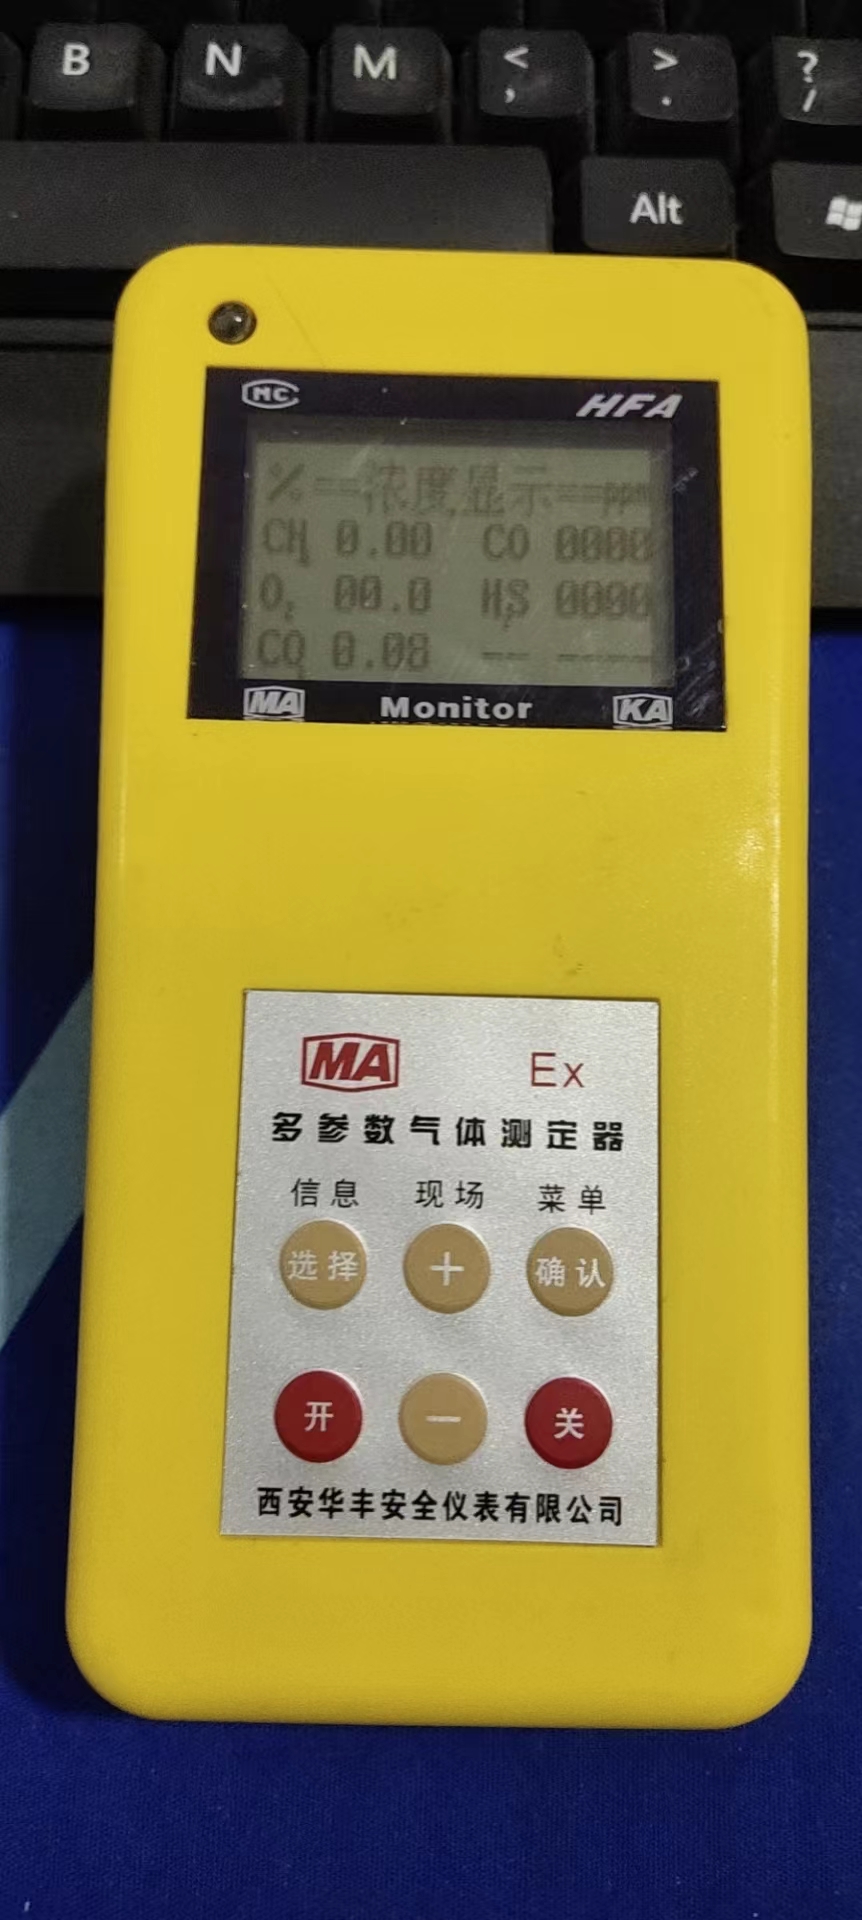 B N M < , > . ? /
Alt
MC HFA
%==浓度显示==ppm
CH₄ 0.00 CO 0000
O₂ 00.0 H₂S 0000
CO₂ 0.08 -- ----
MA Monitor KA
MA Ex
多参数气体测定器
信息 现场 菜单
选择 + 确认
开 — 关
西安华丰安全仪表有限公司